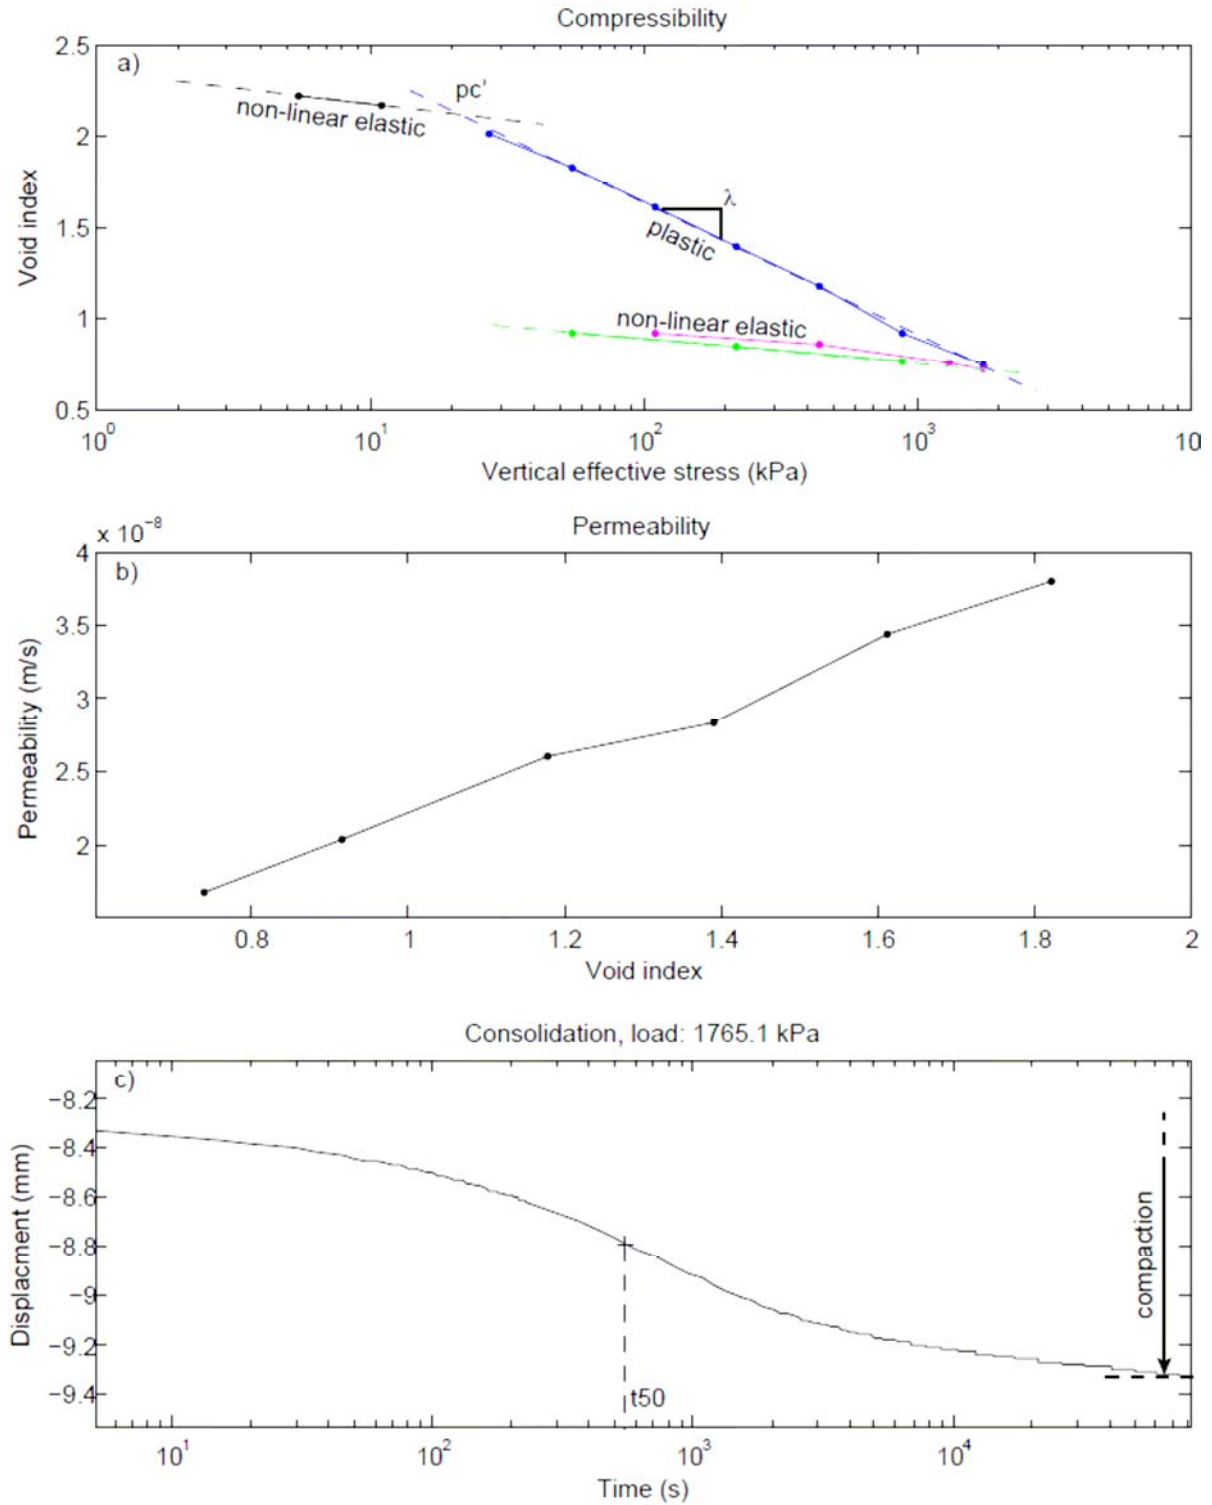 Compressibility
2.5
a)
pc'
non-linear elastic
2
λ
plastic
1.5
Void index
non-linear elastic
1
0.5
10⁰ 10¹ 10² 10³ 10
Vertical effective stress (kPa)
x 10⁻⁸
Permeability
4
b)
3.5
3
2.5
2
Permeability (m/s)
0.8 1 1.2 1.4 1.6 1.8 2
Void index
Consolidation, load: 1765.1 kPa
c)
−8.2
−8.4
−8.6
−8.8
−9
−9.2
−9.4
Displacment (mm)
compaction
t50
10¹ 10² 10³ 10⁴
Time (s)